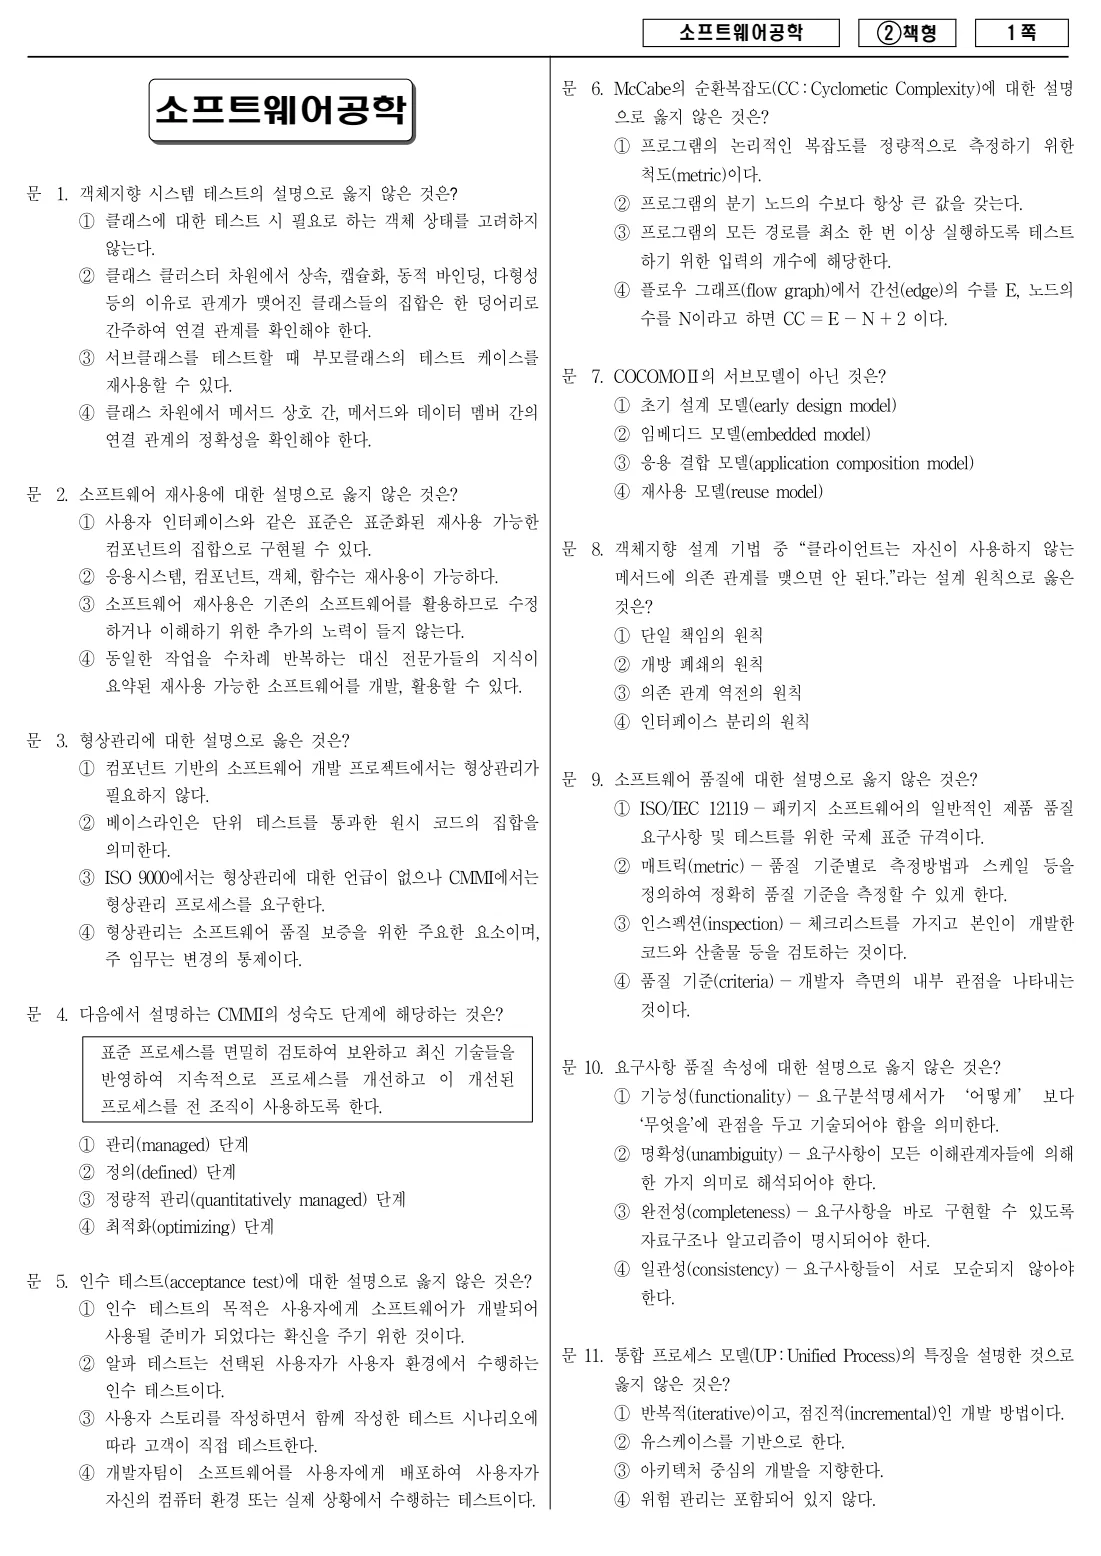 소프트웨어공학
②책형
1쪽
소프트웨어공학
문 1. 객체지향 시스템 테스트의 설명으로 옳지 않은 것은?
① 클래스에 대한 테스트 시 필요로 하는 객체 상태를 고려하지
않는다.
② 클래스 클러스터 차원에서 상속, 캡슐화, 동적 바인딩, 다형성
등의 이유로 관계가 맺어진 클래스들의 집합은 한 덩어리로
간주하여 연결 관계를 확인해야 한다.
③ 서브클래스를 테스트할 때 부모클래스의 테스트 케이스를
재사용할 수 있다.
④ 클래스 차원에서 메서드 상호 간, 메서드와 데이터 멤버 간의
연결 관계의 정확성을 확인해야 한다.
문 2. 소프트웨어 재사용에 대한 설명으로 옳지 않은 것은?
① 사용자 인터페이스와 같은 표준은 표준화된 재사용 가능한
컴포넌트의 집합으로 구현될 수 있다.
② 응용시스템, 컴포넌트, 객체, 함수는 재사용이 가능하다.
③ 소프트웨어 재사용은 기존의 소프트웨어를 활용하므로 수정
하거나 이해하기 위한 추가의 노력이 들지 않는다.
④ 동일한 작업을 수차례 반복하는 대신 전문가들의 지식이
요약된 재사용 가능한 소프트웨어를 개발, 활용할 수 있다.
문 3. 형상관리에 대한 설명으로 옳은 것은?
① 컴포넌트 기반의 소프트웨어 개발 프로젝트에서는 형상관리가
필요하지 않다.
② 베이스라인은 단위 테스트를 통과한 원시 코드의 집합을
의미한다.
③ ISO 9000에서는 형상관리에 대한 언급이 없으나 CMMI에서는
형상관리 프로세스를 요구한다.
④ 형상관리는 소프트웨어 품질 보증을 위한 주요한 요소이며,
주 임무는 변경의 통제이다.
문 4. 다음에서 설명하는 CMMI의 성숙도 단계에 해당하는 것은?
표준 프로세스를 면밀히 검토하여 보완하고 최신 기술들을
반영하여 지속적으로 프로세스를 개선하고 이 개선된
프로세스를 전 조직이 사용하도록 한다.
① 관리(managed) 단계
② 정의(defined) 단계
③ 정량적 관리(quantitatively managed) 단계
④ 최적화(optimizing) 단계
문 5. 인수 테스트(acceptance test)에 대한 설명으로 옳지 않은 것은?
① 인수 테스트의 목적은 사용자에게 소프트웨어가 개발되어
사용될 준비가 되었다는 확신을 주기 위한 것이다.
② 알파 테스트는 선택된 사용자가 사용자 환경에서 수행하는
인수 테스트이다.
③ 사용자 스토리를 작성하면서 함께 작성한 테스트 시나리오에
따라 고객이 직접 테스트한다.
④ 개발자팀이 소프트웨어를 사용자에게 배포하여 사용자가
자신의 컴퓨터 환경 또는 실제 상황에서 수행하는 테스트이다.
문 6. McCabe의 순환복잡도(CC : Cyclometic Complexity)에 대한 설명
으로 옳지 않은 것은?
① 프로그램의 논리적인 복잡도를 정량적으로 측정하기 위한
척도(metric)이다.
② 프로그램의 분기 노드의 수보다 항상 큰 값을 갖는다.
③ 프로그램의 모든 경로를 최소 한 번 이상 실행하도록 테스트
하기 위한 입력의 개수에 해당한다.
④ 플로우 그래프(flow graph)에서 간선(edge)의 수를 E, 노드의
수를 N이라고 하면 CC = E - N + 2 이다.
문 7. COCOMOⅡ의 서브모델이 아닌 것은?
① 초기 설계 모델(early design model)
② 임베디드 모델(embedded model)
③ 응용 결합 모델(application composition model)
④ 재사용 모델(reuse model)
문 8. 객체지향 설계 기법 중 “클라이언트는 자신이 사용하지 않는
메서드에 의존 관계를 맺으면 안 된다.”라는 설계 원칙으로 옳은
것은?
① 단일 책임의 원칙
② 개방 폐쇄의 원칙
③ 의존 관계 역전의 원칙
④ 인터페이스 분리의 원칙
문 9. 소프트웨어 품질에 대한 설명으로 옳지 않은 것은?
① ISO/IEC 12119 - 패키지 소프트웨어의 일반적인 제품 품질
요구사항 및 테스트를 위한 국제 표준 규격이다.
② 매트릭(metric) - 품질 기준별로 측정방법과 스케일 등을
정의하여 정확히 품질 기준을 측정할 수 있게 한다.
③ 인스펙션(inspection) - 체크리스트를 가지고 본인이 개발한
코드와 산출물 등을 검토하는 것이다.
④ 품질 기준(criteria) - 개발자 측면의 내부 관점을 나타내는
것이다.
문 10. 요구사항 품질 속성에 대한 설명으로 옳지 않은 것은?
① 기능성(functionality) - 요구분석명세서가 ‘어떻게’ 보다
‘무엇을’에 관점을 두고 기술되어야 함을 의미한다.
② 명확성(unambiguity) - 요구사항이 모든 이해관계자들에 의해
한 가지 의미로 해석되어야 한다.
③ 완전성(completeness) - 요구사항을 바로 구현할 수 있도록
자료구조나 알고리즘이 명시되어야 한다.
④ 일관성(consistency) - 요구사항들이 서로 모순되지 않아야
한다.
문 11. 통합 프로세스 모델(UP : Unified Process)의 특징을 설명한 것으로
옳지 않은 것은?
① 반복적(iterative)이고, 점진적(incremental)인 개발 방법이다.
② 유스케이스를 기반으로 한다.
③ 아키텍처 중심의 개발을 지향한다.
④ 위험 관리는 포함되어 있지 않다.